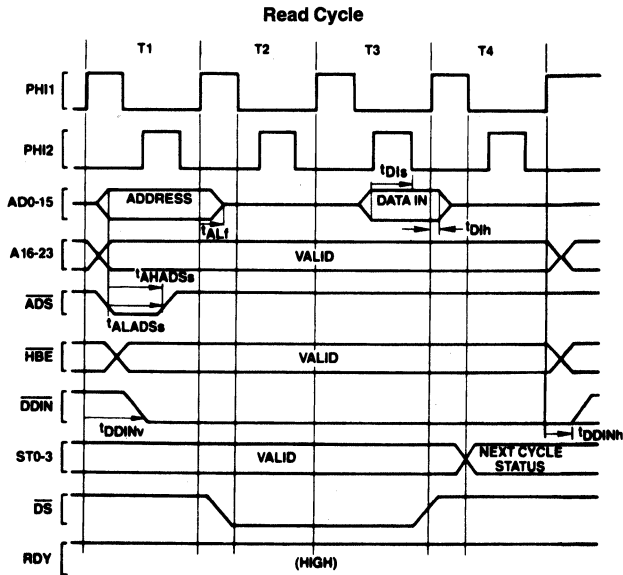 Read Cycle
T1 T2 T3 T4
PHI1
PHI2
tDIs
AD0-15 ADDRESS DATA IN
tALf tDIh
A16-23 VALID
tAHADSs
ADS
tALADSs
HBE VALID
DDIN
tDDINv tDDINh
ST0-3 VALID NEXT CYCLE
STATUS
DS
RDY (HIGH)